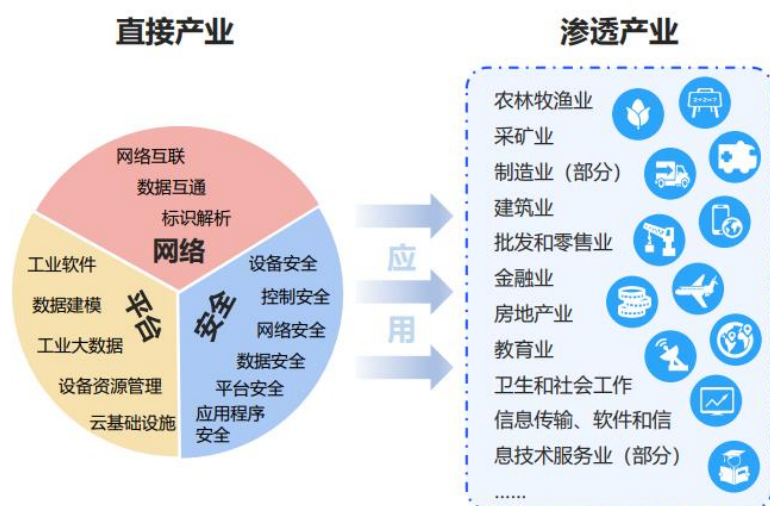 直接产业
渗透产业
网络互联
数据互通
标识解析
网络
工业软件
数据建模
工业大数据
设备资源管理
云基础设施
平台
设备安全
控制安全
网络安全
数据安全
平台安全
应用程序
安全
安全
应
用
农林牧渔业
采矿业
制造业（部分）
建筑业
批发和零售业
金融业
房地产业
教育业
卫生和社会工作
信息传输、软件和信
息技术服务业（部分）
......